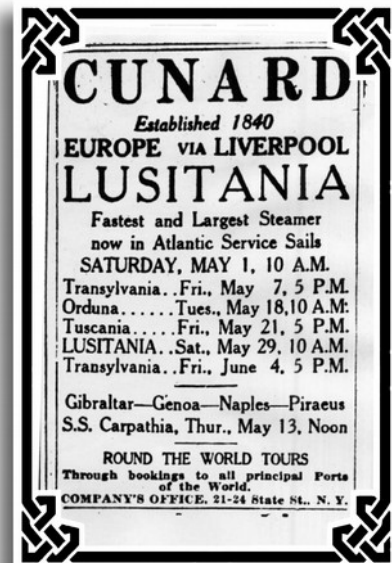 CUNARD
Established 1840
EUROPE VIA LIVERPOOL
LUSITANIA
Fastest and Largest Steamer
now in Atlantic Service Sails
SATURDAY, MAY 1, 10 A.M.
Transylvania..Fri., May 7, 5 P.M.
Orduna......Tues., May 18, 10 A.M.
Tuscania.....Fri., May 21, 5 P.M.
LUSITANIA..Sat., May 29, 10 A.M.
Transylvania..Fri., June 4, 5 P.M.
Gibraltar—Genoa—Naples—Piraeus
S.S. Carpathia, Thur., May 13, Noon
ROUND THE WORLD TOURS
Through bookings to all principal Ports
of the World.
COMPANY'S OFFICE, 21-24 State St., N. Y.